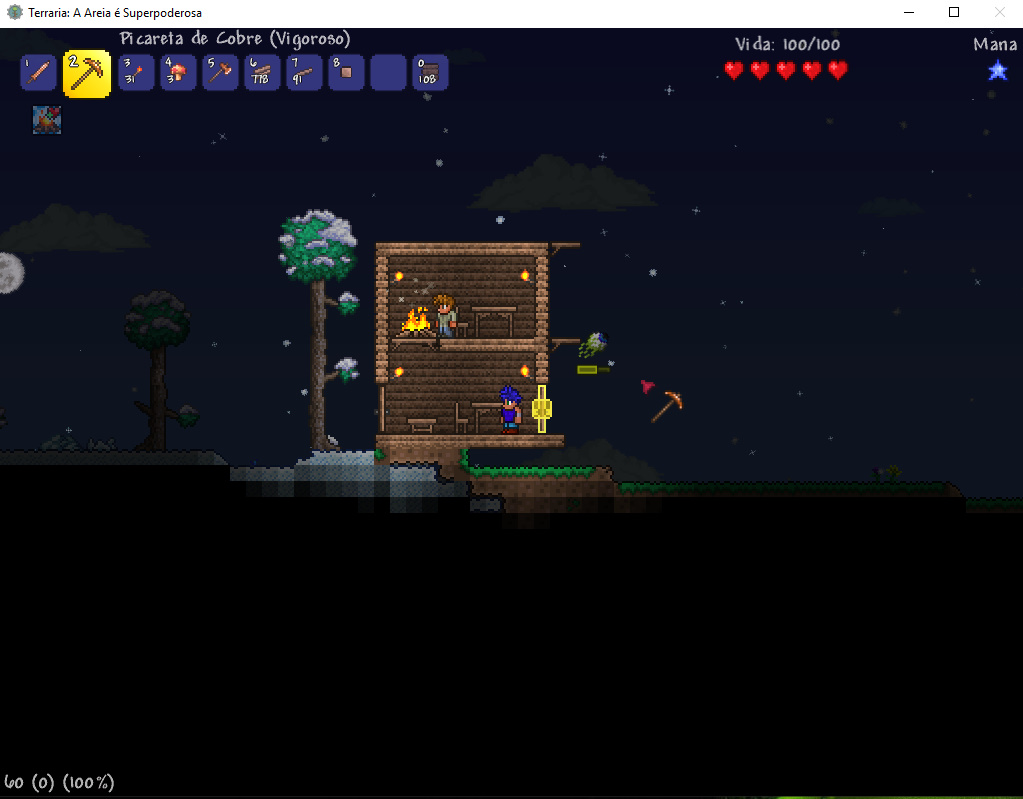 Terraria: A Areia é Superpoderosa
Picareta de Cobre (Vigoroso)
Vida: 100/100
Mana
1
2
3
31
4
3
5
6
778
7
91
8
0
108
60 (0) (100%)